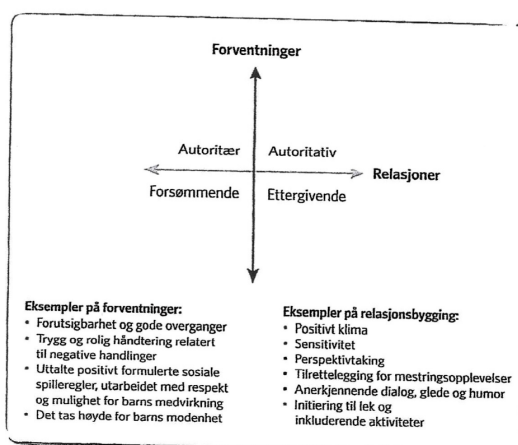 Forventninger
Autoritær
Autoritativ
Relasjoner
Forsømmende
Ettergivende
Eksempler på forventninger:
• Forutsigbarhet og gode overganger
• Trygg og rolig håndtering relatert
til negative handlinger
• Uttalte positivt formulerte sosiale
spilleregler, utarbeidet med respekt
og mulighet for barns medvirkning
• Det tas høyde for barns modenhet
Eksempler på relasjonsbygging:
• Positivt klima
• Sensitivitet
• Perspektivtaking
• Tilrettelegging for mestringsopplevelser
• Anerkjennende dialog, glede og humor
• Initiering til lek og
inkluderende aktiviteter